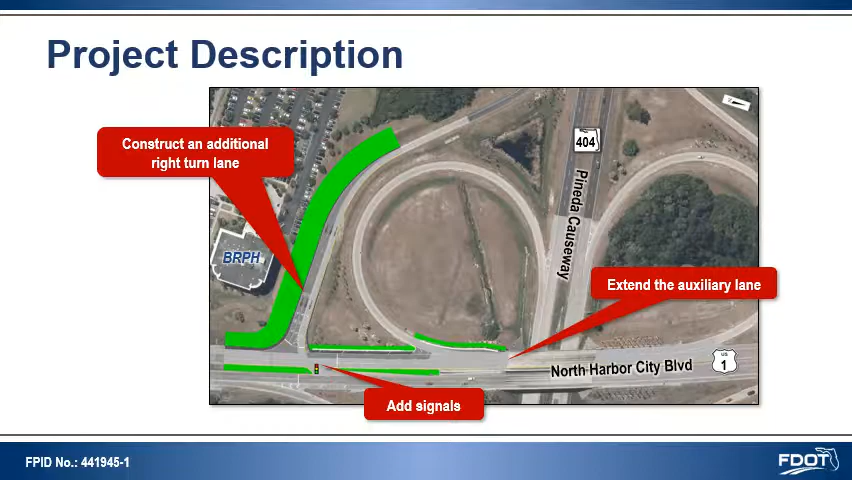 Project Description
Construct an additional
right turn lane
404
Pineda Causeway
BRPH
Extend the auxiliary lane
North Harbor City Blvd
US
1
Add signals
FPID No.: 441945-1
FDOT